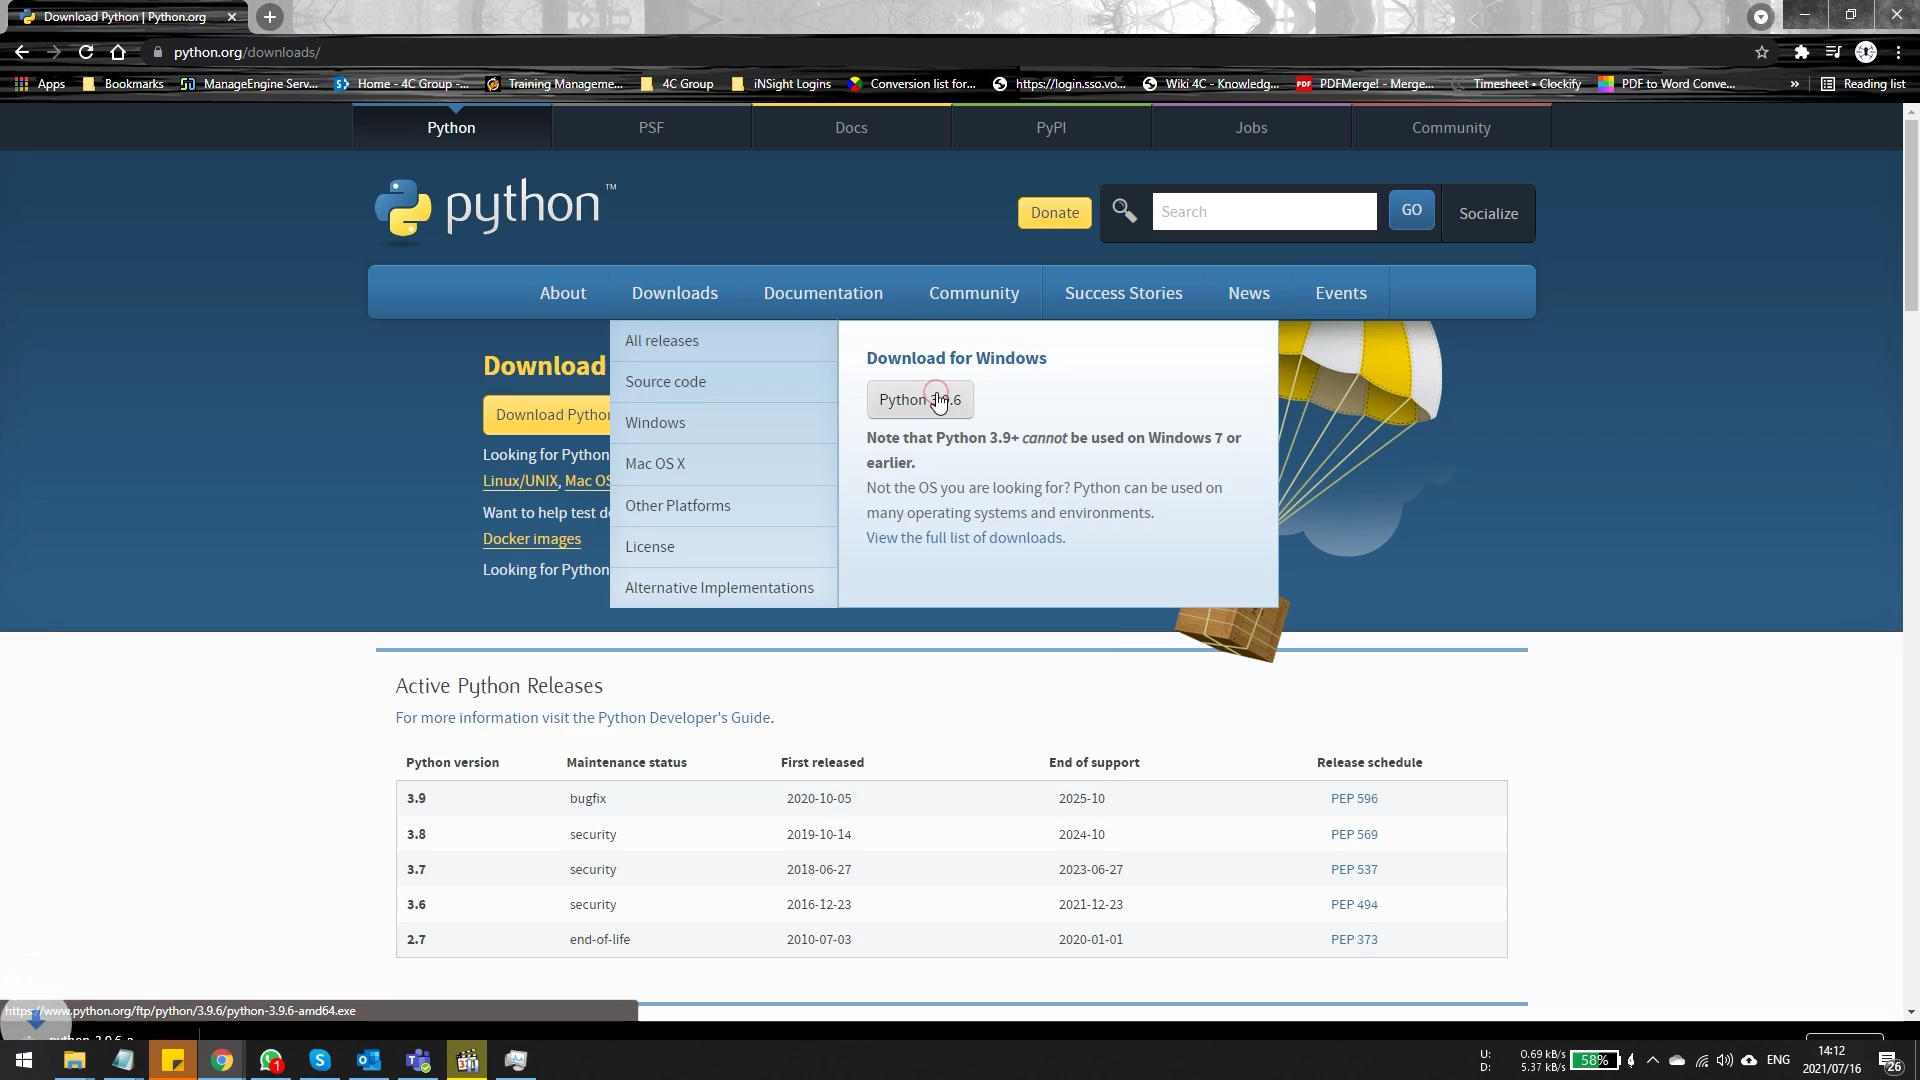 Download Python | Python.org
python.org/downloads/
Apps Bookmarks ManageEngine Serv... Home - 4C Group -... Training Manageme... 4C Group iNSight Logins Conversion list for... https://login.sso.vo... Wiki 4C - Knowledg... PDFMerge! - Merge... Timesheet • Clockify PDF to Word Conve... » Reading list
Python PSF Docs PyPI Jobs Community
python™
Donate Search GO Socialize
About Downloads Documentation Community Success Stories News Events
Download
Download Pytho
Looking for Python
Linux/UNIX, Mac OS
Want to help test d
Docker images
Looking for Python
All releases
Source code
Windows
Mac OS X
Other Platforms
License
Alternative Implementations
Download for Windows
Python 3.9.6
Note that Python 3.9+ cannot be used on Windows 7 or
earlier.
Not the OS you are looking for? Python can be used on
many operating systems and environments.
View the full list of downloads.
Active Python Releases
For more information visit the Python Developer's Guide.
Python version Maintenance status First released End of support Release schedule
3.9 bugfix 2020-10-05 2025-10 PEP 596
3.8 security 2019-10-14 2024-10 PEP 569
3.7 security 2018-06-27 2023-06-27 PEP 537
3.6 security 2016-12-23 2021-12-23 PEP 494
2.7 end-of-life 2010-07-03 2020-01-01 PEP 373
https://www.python.org/ftp/python/3.9.6/python-3.9.6-amd64.exe
U: 0.69 kB/s
D: 5.37 kB/s
58%
ENG
14:12
2021/07/16
1
26